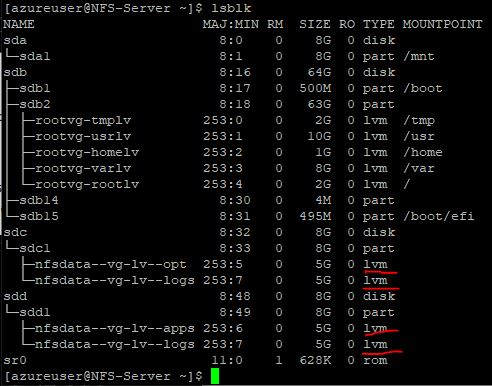 [azureuser@NFS-Server ~]$ lsblk
NAME                        MAJ:MIN RM  SIZE RO TYPE MOUNTPOINT
sda                           8:0    0    8G  0 disk
└─sda1                        8:1    0    8G  0 part /mnt
sdb                           8:16   0   64G  0 disk
├─sdb1                        8:17   0  500M  0 part /boot
├─sdb2                        8:18   0   63G  0 part
│ ├─rootvg-tmplv            253:0    0    2G  0 lvm  /tmp
│ ├─rootvg-usrlv            253:1    0   10G  0 lvm  /usr
│ ├─rootvg-homelv           253:2    0    1G  0 lvm  /home
│ ├─rootvg-varlv            253:3    0    8G  0 lvm  /var
│ └─rootvg-rootlv           253:4    0    2G  0 lvm  /
├─sdb14                       8:30   0    4M  0 part
└─sdb15                       8:31   0  495M  0 part /boot/efi
sdc                           8:32   0    8G  0 disk
└─sdc1                        8:33   0    8G  0 part
  ├─nfsdata--vg-lv--opt     253:5    0    5G  0 lvm
  └─nfsdata--vg-lv--logs    253:7    0    5G  0 lvm
sdd                           8:48   0    8G  0 disk
└─sdd1                        8:49   0    8G  0 part
  ├─nfsdata--vg-lv--apps    253:6    0    5G  0 lvm
  └─nfsdata--vg-lv--logs    253:7    0    5G  0 lvm
sr0                          11:0    1  628K  0 rom
[azureuser@NFS-Server ~]$